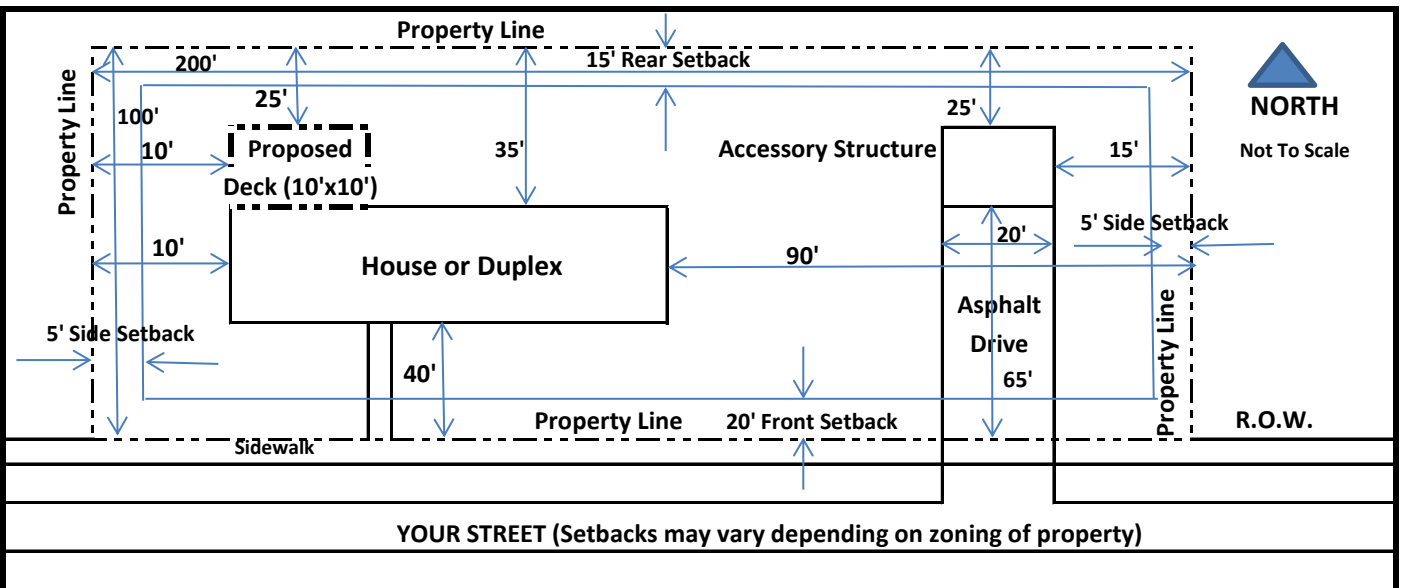 Property Line
200'
15' Rear Setback
Property Line
100'
25'
25'
NORTH
10'
Proposed
Deck (10'x10')
35'
Accessory Structure
15'
Not To Scale
10'
House or Duplex
90'
20'
5' Side Setback
5' Side Setback
Asphalt
Drive
40'
65'
Property Line
Property Line
20' Front Setback
R.O.W.
Sidewalk
YOUR STREET (Setbacks may vary depending on zoning of property)